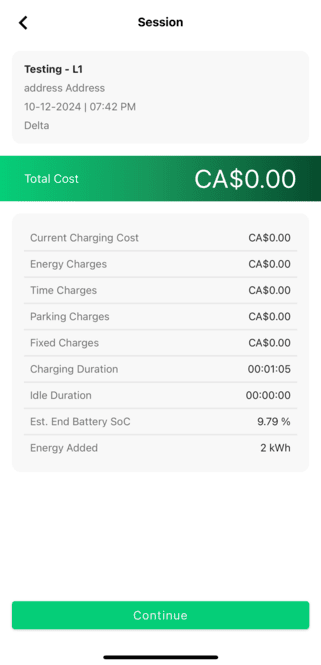 Session
Testing - L1
address Address
10-12-2024 | 07:42 PM
Delta
Total Cost CA$0.00
Current Charging Cost CA$0.00
Energy Charges CA$0.00
Time Charges CA$0.00
Parking Charges CA$0.00
Fixed Charges CA$0.00
Charging Duration 00:01:05
Idle Duration 00:00:00
Est. End Battery SoC 9.79 %
Energy Added 2 kWh
Continue